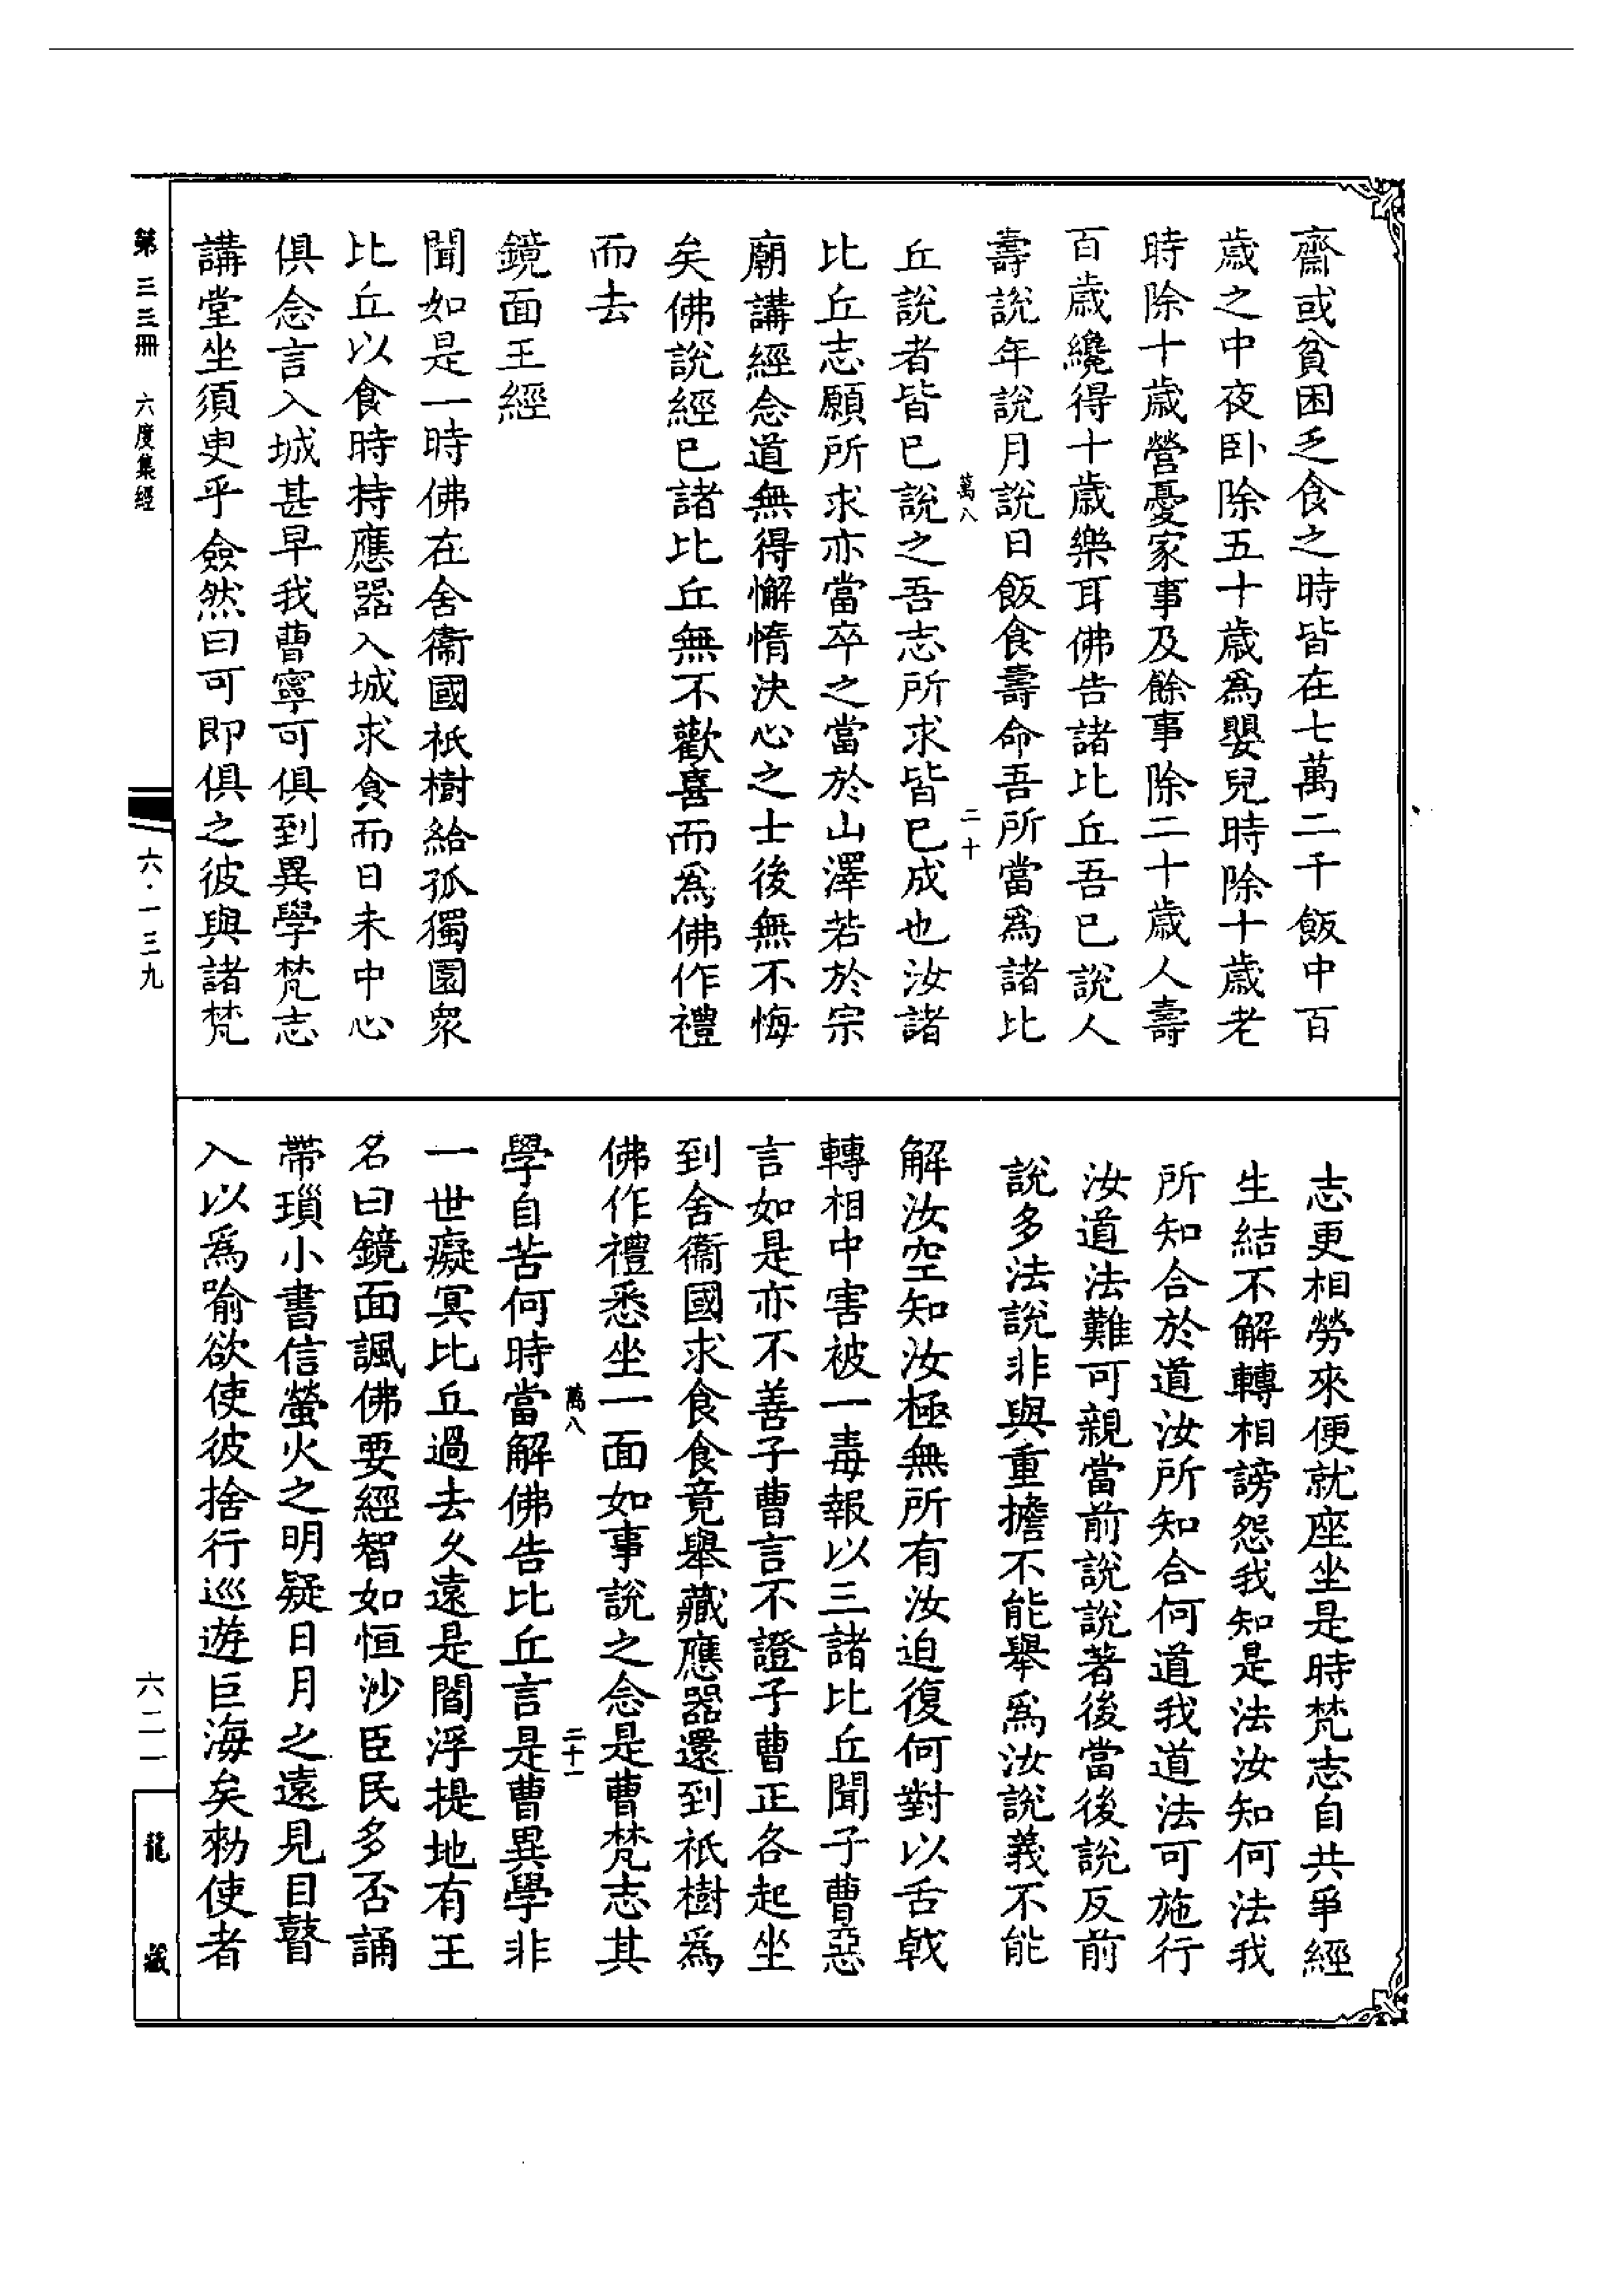 齋或貧困乏食之時皆在七萬二千飯中百
歲之中夜卧除五十歲爲嬰兒時除十歲老
時除十歲營憂家事及餘事除二十歲人壽
百歲纔得十歲樂耳佛告諸比丘吾已說人
壽說年說月說日飯食壽命吾所當爲諸比
萬八 二十
丘說者皆已說之吾志所求皆已成也汝諸
比丘志願所求亦當卒之當於山澤若於宗
廟講經念道無得懈惰決心之士後無不悔
矣佛說經已諸比丘無不歡喜而爲佛作禮
而去
鏡面王經
聞如是一時佛在舍衞國祇樹給孤獨園衆
比丘以食時持應器入城求食而日未中心
俱念言入城甚早我曹寧可俱到異學梵志
講堂坐須臾乎僉然曰可即俱之彼與諸梵
志更相勞來便就座坐是時梵志自共爭經
生結不解轉相謗怨我知是法汝知何法我
所知合於道汝所知合何道我道法可施行
汝道法難可親當前說說著後當後說反前
說多法說非與重擔不能舉爲汝說義不能
解汝空知汝極無所有汝迫復何對以舌戟
轉相中害被一毒報以三諸比丘聞子曹惡
言如是亦不善子曹言不證子曹正各起坐
到舍衞國求食食竟舉藏應器還到祇樹爲
佛作禮悉坐一面如事說之念是曹梵志其
萬八 二十一
學自苦何時當解佛告比丘言是曹異學非
一世癡冥比丘過去久遠是閻浮提地有王
名曰鏡面諷佛要經智如恒沙臣民多否誦
帶瑣小書信螢火之明疑日月之遠見目瞽
入以爲喻欲使彼捨行巡遊巨海矣勑使者
第三三冊 六度集經
六·一三九
六二一
龍藏